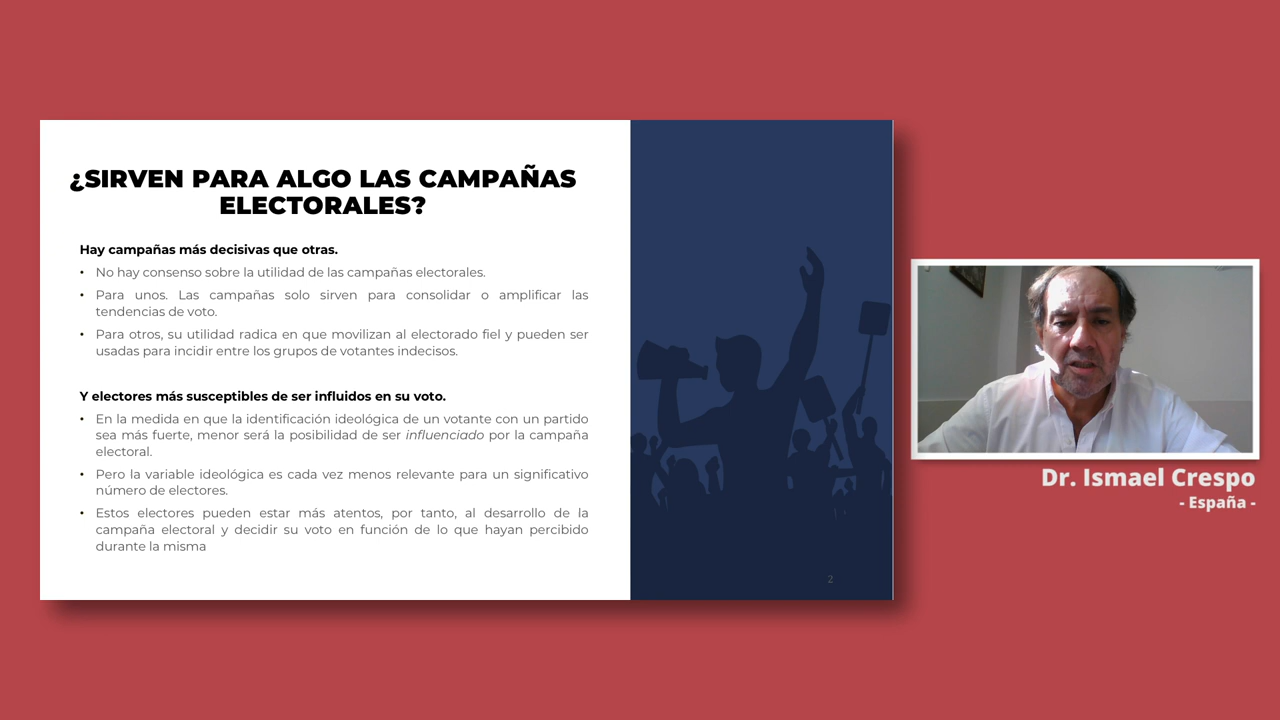 ¿SIRVEN PARA ALGO LAS CAMPAÑAS
ELECTORALES?
Hay campañas más decisivas que otras.
• No hay consenso sobre la utilidad de las campañas electorales.
• Para unos. Las campañas solo sirven para consolidar o amplificar las
tendencias de voto.
• Para otros, su utilidad radica en que movilizan al electorado fiel y pueden ser
usadas para incidir entre los grupos de votantes indecisos.
Y electores más susceptibles de ser influidos en su voto.
• En la medida en que la identificación ideológica de un votante con un partido
sea más fuerte, menor será la posibilidad de ser influenciado por la campaña
electoral.
• Pero la variable ideológica es cada vez menos relevante para un significativo
número de electores.
• Estos electores pueden estar más atentos, por tanto, al desarrollo de la
campaña electoral y decidir su voto en función de lo que hayan percibido
durante la misma
2
Dr. Ismael Crespo
- España -